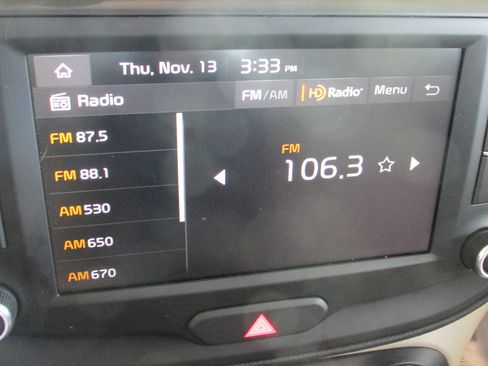 Thu, Nov. 13 3:33 PM
Radio FM/AM HD Radio Menu
FM 87.5
FM 88.1
AM 530
AM 650
AM 670
FM
106.3